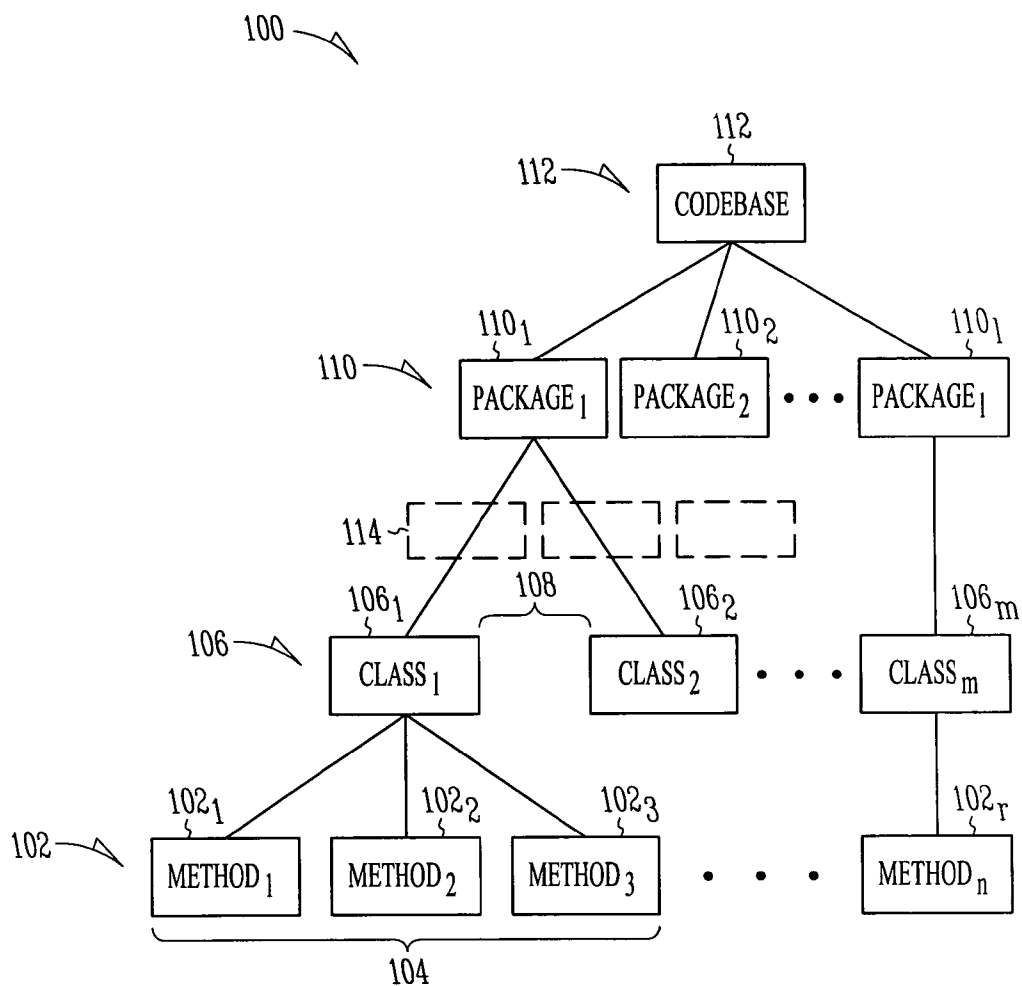 100
112
112
CODEBASE
110₁
110₂
110₁
110
PACKAGE₁
PACKAGE₂
• • •
PACKAGE₁
114
108
106₁
106₂
106ₘ
106
CLASS₁
CLASS₂
• • •
CLASSₘ
102₁
102₂
102₃
102ᵣ
102
METHOD₁
METHOD₂
METHOD₃
• • •
METHODₙ
104